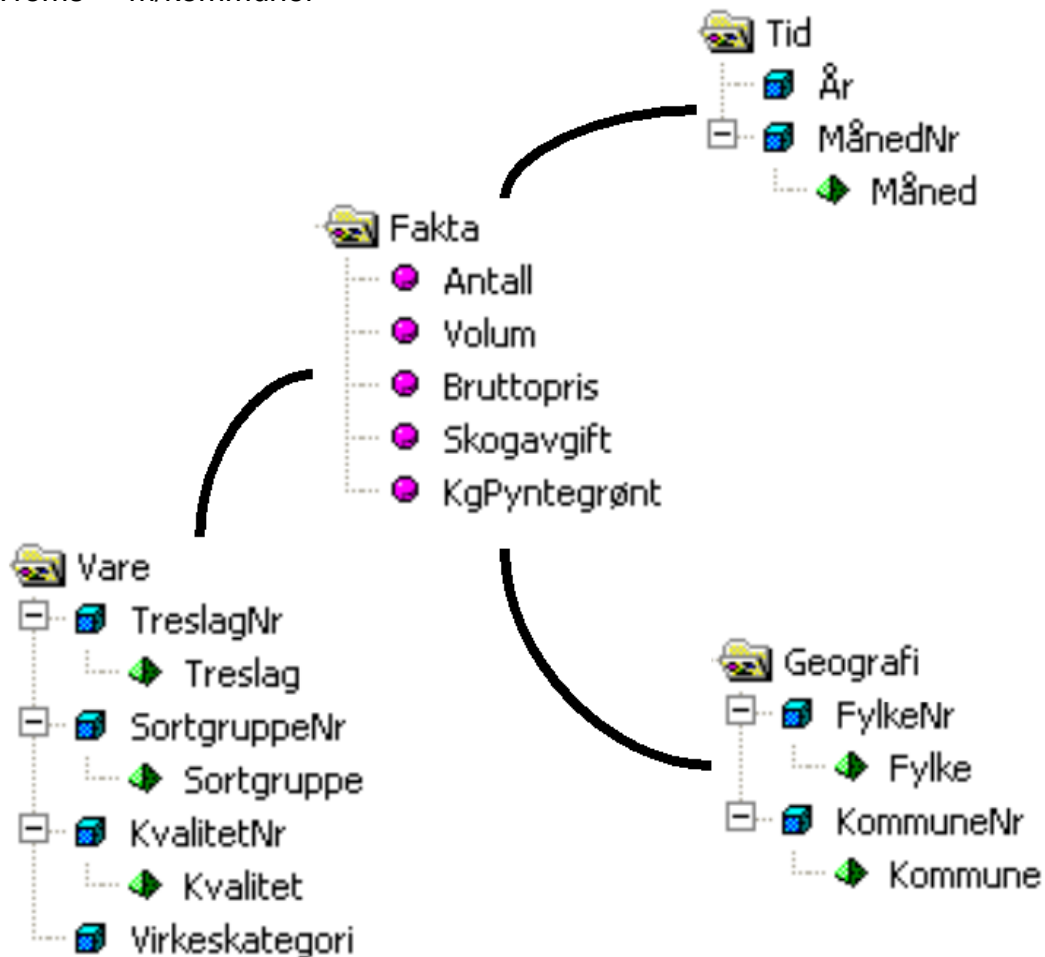 m/kommuner
Tid
År
MånedNr
Måned
Fakta
Antall
Volum
Bruttopris
Skogavgift
KgPyntegrønt
Vare
TreslagNr
Treslag
SortgruppeNr
Sortgruppe
KvalitetNr
Kvalitet
Virkeskategori
Geografi
FylkeNr
Fylke
KommuneNr
Kommune